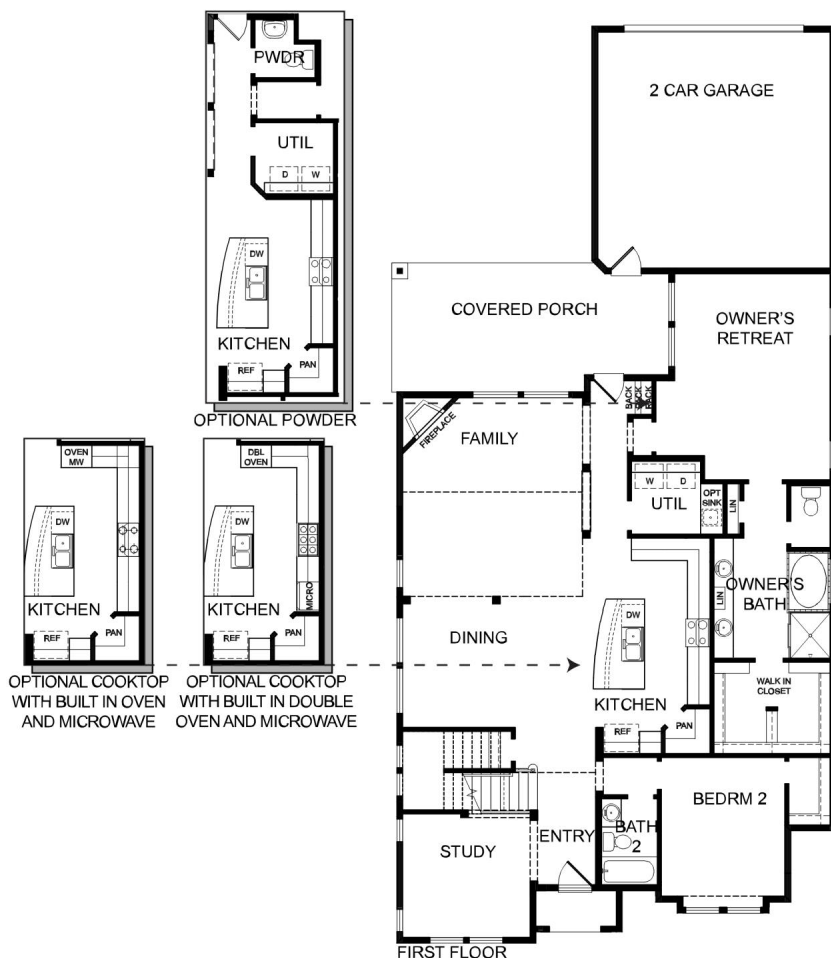 PWDR
UTIL
D W
DW
KITCHEN
REF
PAN
OPTIONAL POWDER
OVEN
MW
DW
KITCHEN
REF
PAN
OPTIONAL COOKTOP
WITH BUILT IN OVEN
AND MICROWAVE
DBL
OVEN
DW
MICRO
KITCHEN
REF
PAN
OPTIONAL COOKTOP
WITH BUILT IN DOUBLE
OVEN AND MICROWAVE
2 CAR GARAGE
COVERED PORCH
OWNER'S
RETREAT
BACK
PACK
RACK
FIREPLACE
FAMILY
W D
UTIL
OPT
SINK
LIN
OWNER'S
BATH
LIN
DINING
DW
KITCHEN
REF
PAN
WALK IN
CLOSET
BEDRM 2
BATH
2
ENTRY
STUDY
FIRST FLOOR